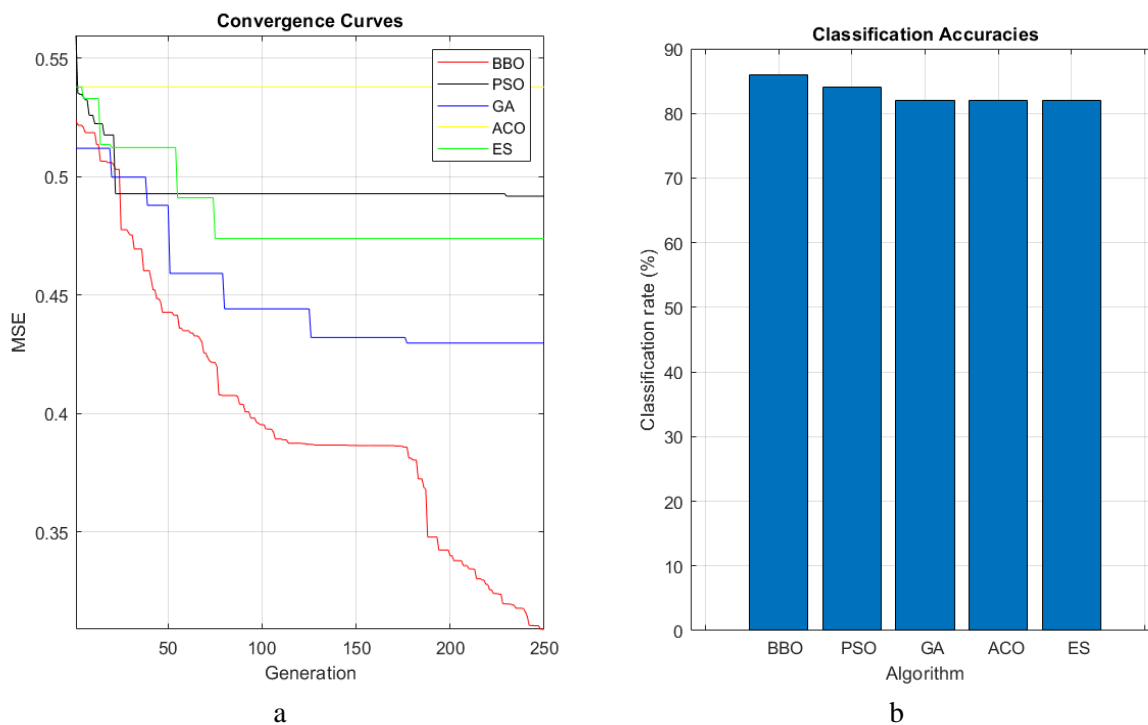 Convergence Curves
0.55
0.5
0.45
0.4
0.35
MSE
50
100
150
200
250
Generation
BBO
PSO
GA
ACO
ES
a
Classification Accuracies
90
80
70
60
50
40
30
20
10
0
Classification rate (%)
BBO
PSO
GA
ACO
ES
Algorithm
b